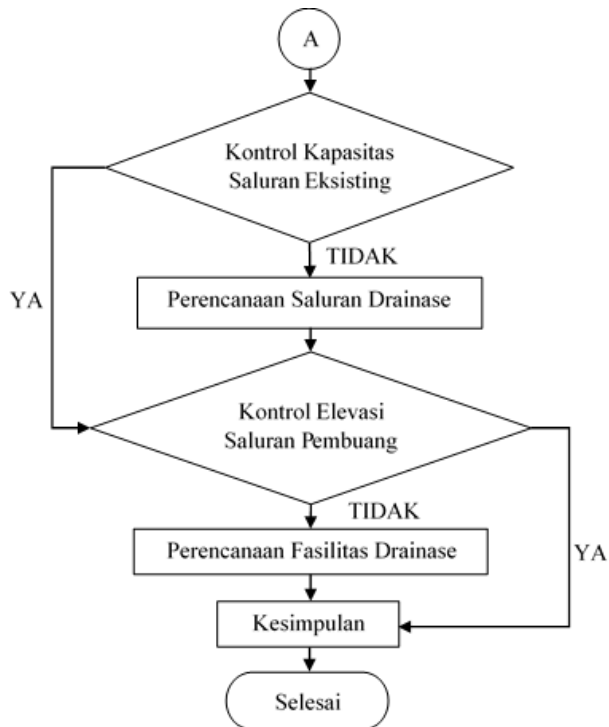 A
Kontrol Kapasitas
Saluran Eksisting
TIDAK
Perencanaan Saluran Drainase
YA
Kontrol Elevasi
Saluran Pembuang
TIDAK
Perencanaan Fasilitas Drainase
YA
Kesimpulan
Selesai